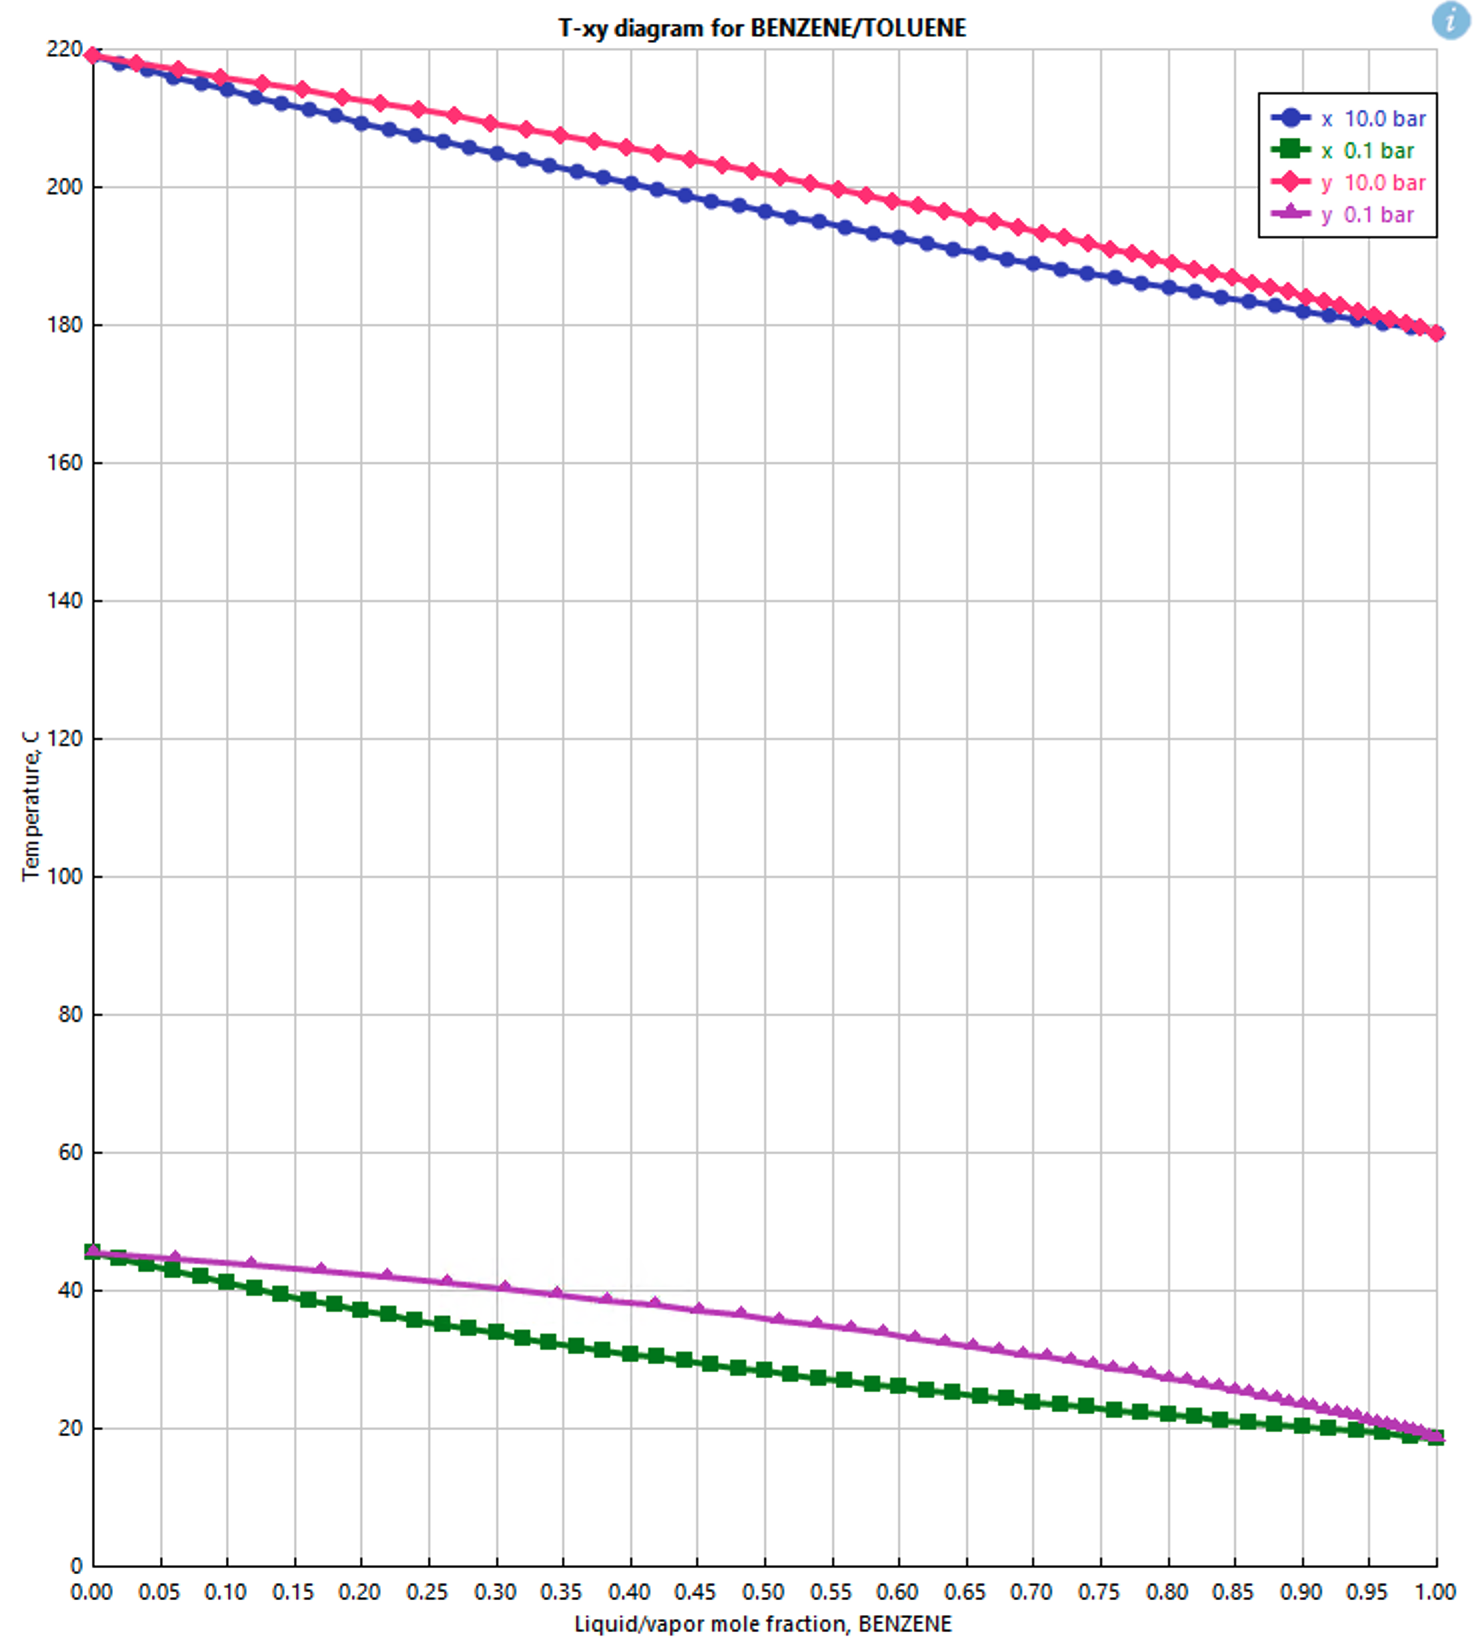 T-xy diagram for BENZENE/TOLUENE
i
x 10.0 bar
x 0.1 bar
y 10.0 bar
y 0.1 bar
Temperature, C
220
200
180
160
140
120
100
80
60
40
20
0
0.00 0.05 0.10 0.15 0.20 0.25 0.30 0.35 0.40 0.45 0.50 0.55 0.60 0.65 0.70 0.75 0.80 0.85 0.90 0.95 1.00
Liquid/vapor mole fraction, BENZENE